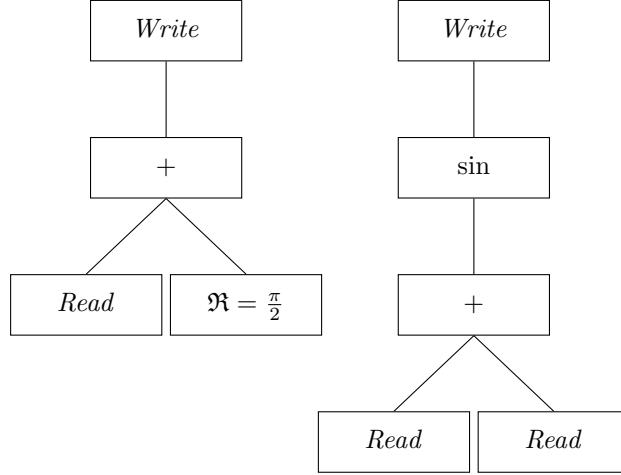 Write
Write
+
sin
Read
ℜ = π/2
+
Read
Read